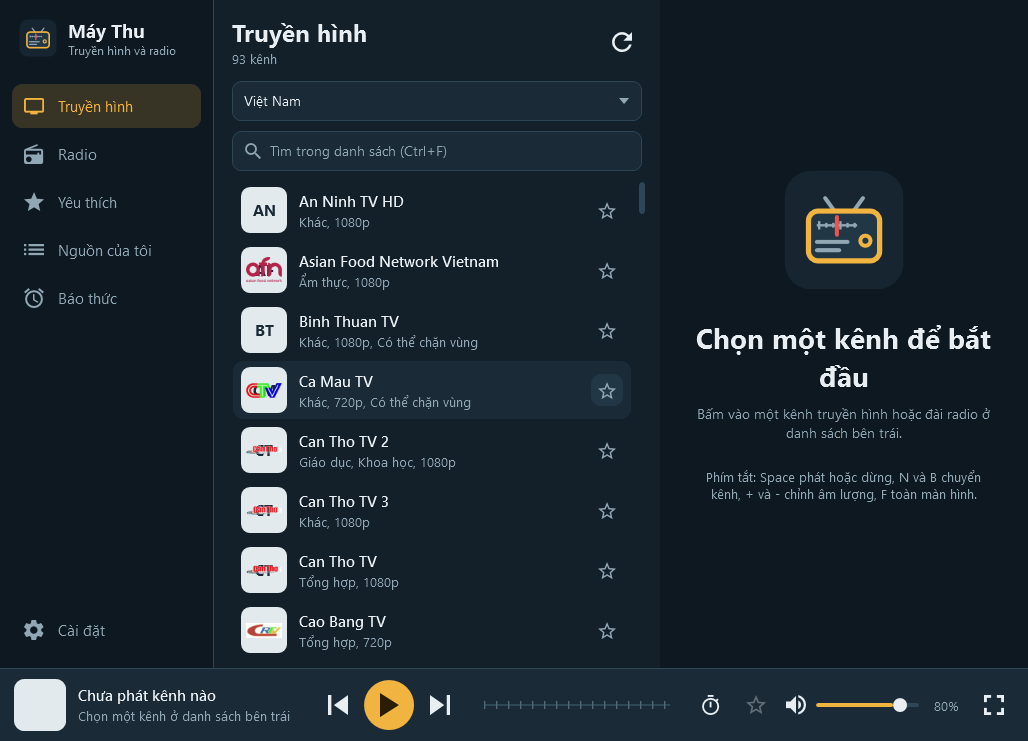 Máy Thu
Truyền hình và radio
Truyền hình
Radio
Yêu thích
Nguồn của tôi
Báo thức
Cài đặt
Truyền hình
93 kênh
Việt Nam
Tìm trong danh sách (Ctrl+F)
AN
An Ninh TV HD
Khác, 1080p
afn
asian food network
Asian Food Network Vietnam
Ẩm thực, 1080p
BT
Binh Thuan TV
Khác, 1080p, Có thể chặn vùng
CTV
Ca Mau TV
Khác, 720p, Có thể chặn vùng
Can Tho TV 2
Giáo dục, Khoa học, 1080p
Can Tho TV 3
Khác, 1080p
Can Tho TV
Tổng hợp, 1080p
Cao Bang TV
Tổng hợp, 720p
Chọn một kênh để bắt
đầu
Bấm vào một kênh truyền hình hoặc đài radio ở
danh sách bên trái.
Phím tắt: Space phát hoặc dừng, N và B chuyển
kênh, + và - chỉnh âm lượng, F toàn màn hình.
Chưa phát kênh nào
Chọn một kênh ở danh sách bên trái
80%